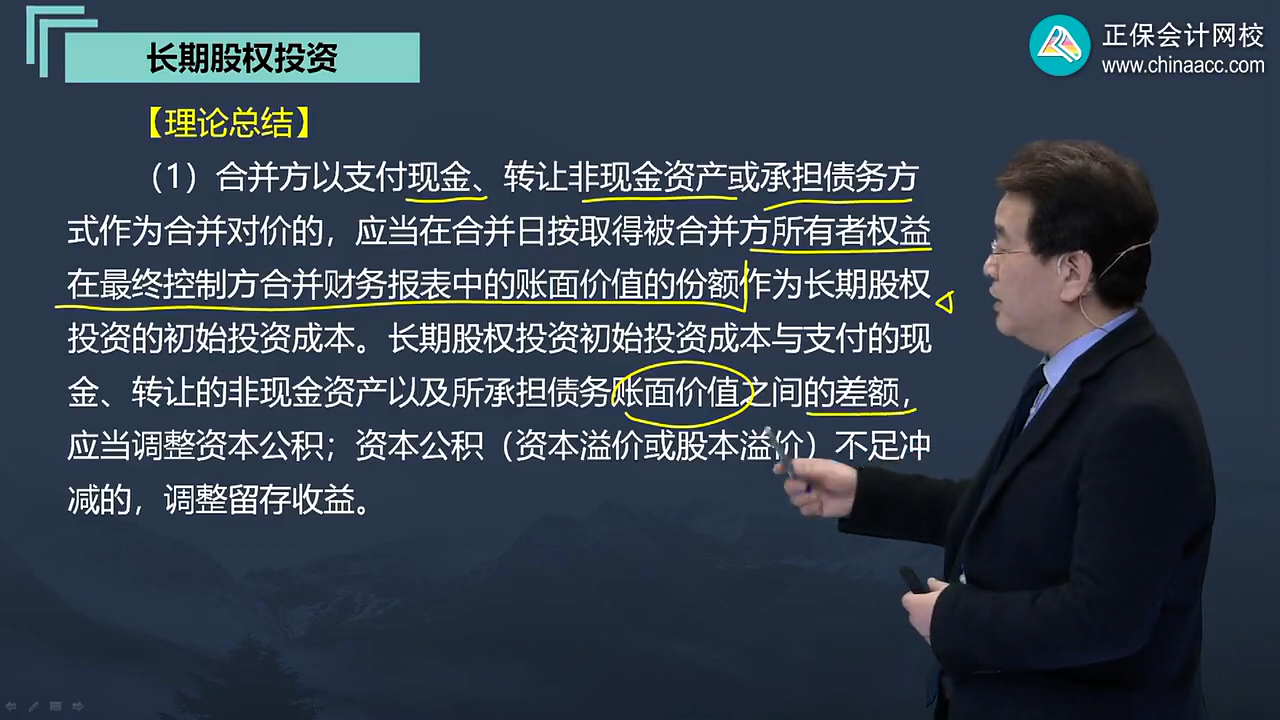 长期股权投资
正保会计网校
www.chinaacc.com
【理论总结】
（1）合并方以支付现金、转让非现金资产或承担债务方
式作为合并对价的，应当在合并日按取得被合并方所有者权益
在最终控制方合并财务报表中的账面价值的份额作为长期股权
投资的初始投资成本。长期股权投资初始投资成本与支付的现
金、转让的非现金资产以及所承担债务账面价值之间的差额，
应当调整资本公积；资本公积（资本溢价或股本溢价）不足冲
减的，调整留存收益。